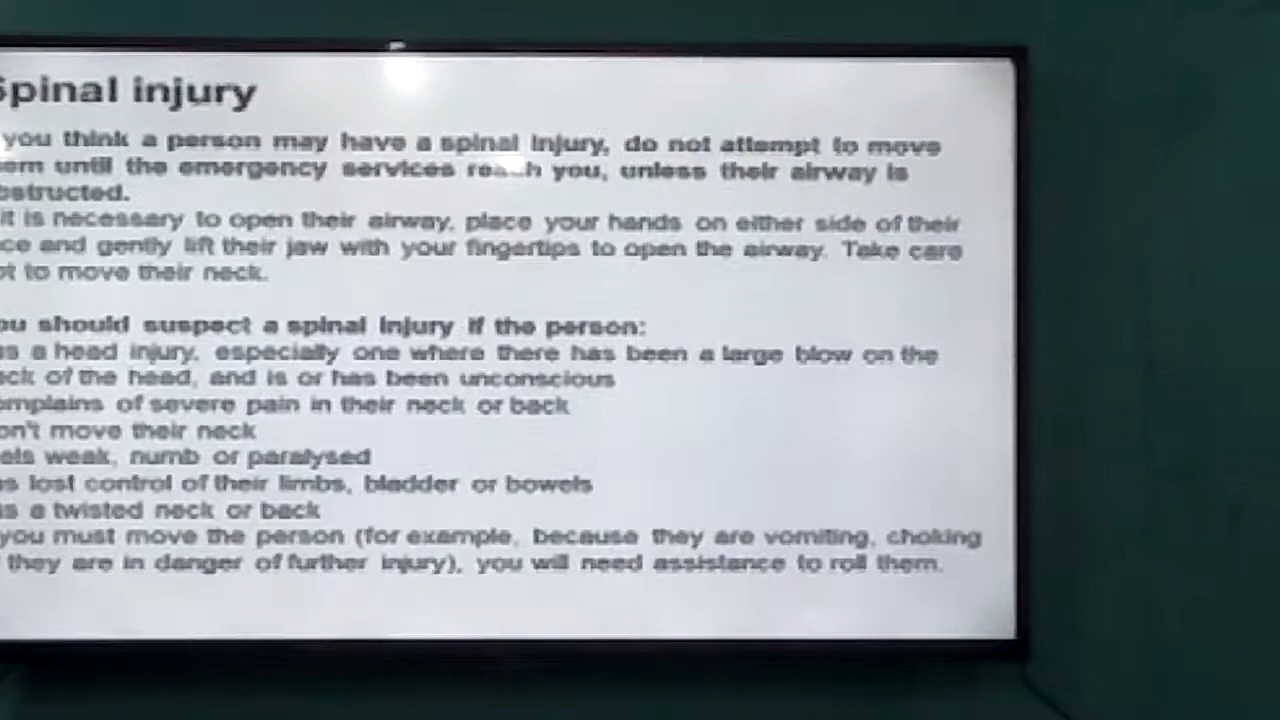 Spinal injury
you think a person may have a spinal injury, do not attempt to move
em until the emergency services reach you, unless their airway is
bstructed.
it is necessary to open their airway, place your hands on either side of their
ce and gently lift their jaw with your fingertips to open the airway. Take care
ot to move their neck.
ou should suspect a spinal injury if the person:
as a head injury, especially one where there has been a large blow on the
ack of the head, and is or has been unconscious
omplains of severe pain in their neck or back
on't move their neck
els weak, numb or paralysed
as lost control of their limbs, bladder or bowels
as a twisted neck or back
you must move the person (for example, because they are vomiting, choking
they are in danger of further injury), you will need assistance to roll them.